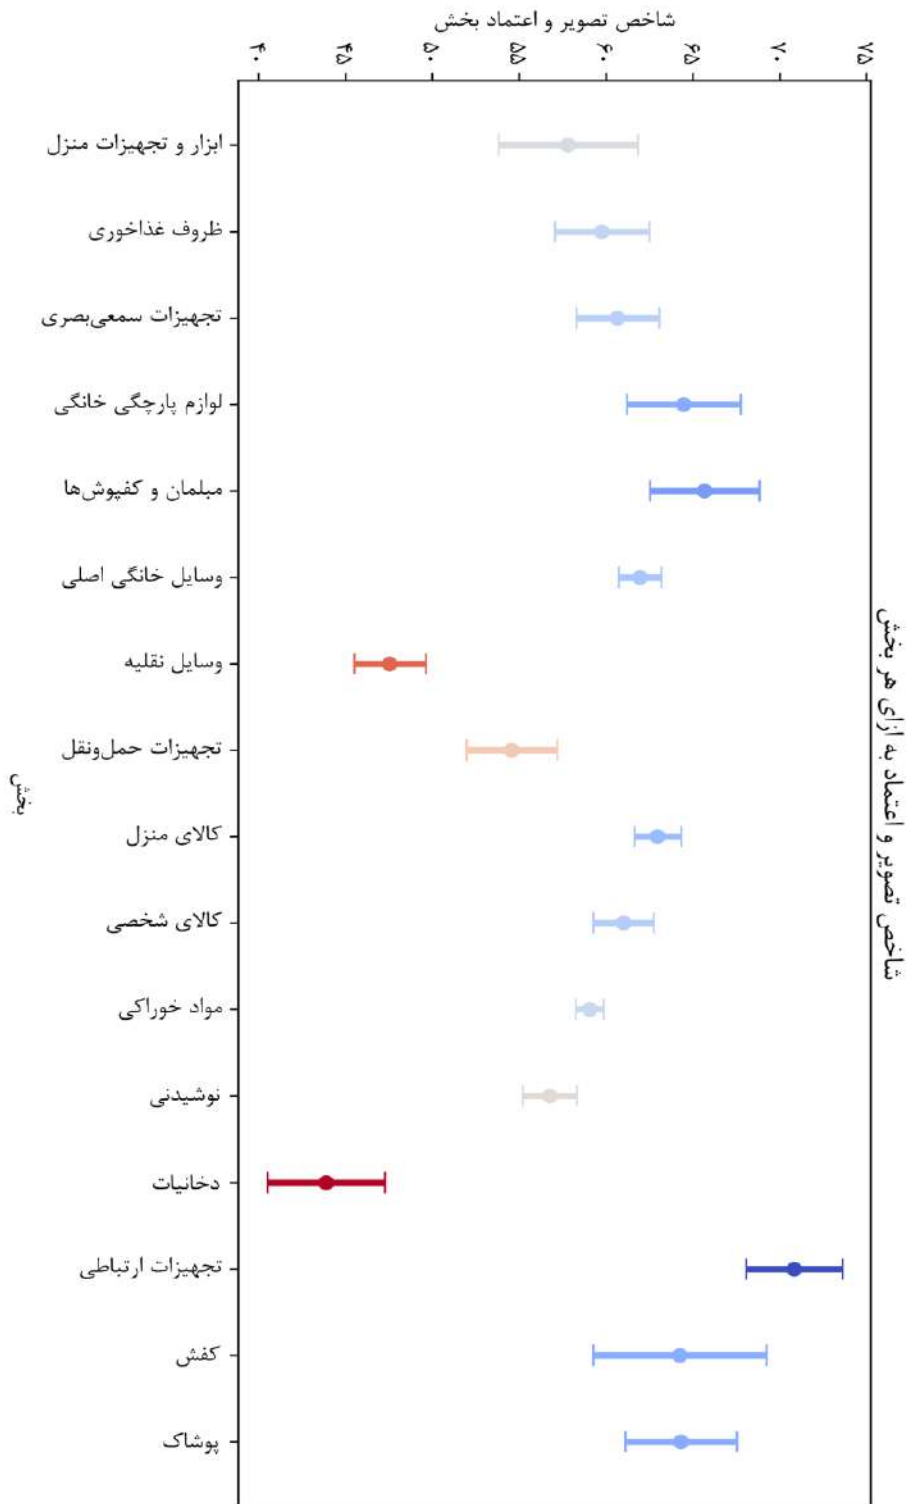 شاخص تصویر و اعتماد به ازای هر بخش
شاخص تصویر و اعتماد بخش
۴۰
۴۵
۵۰
۵۵
۶۰
۶۵
۷۰
۷۵
ابزار و تجهیزات منزل
ظروف غذاخوری
تجهیزات سمعی‌بصری
لوازم پارچگی خانگی
مبلمان و کفپوش‌ها
وسایل خانگی اصلی
وسایل نقلیه
تجهیزات حمل‌ونقل
کالای منزل
کالای شخصی
مواد خوراکی
نوشیدنی
دخانیات
تجهیزات ارتباطی
کفش
پوشاک
بخش